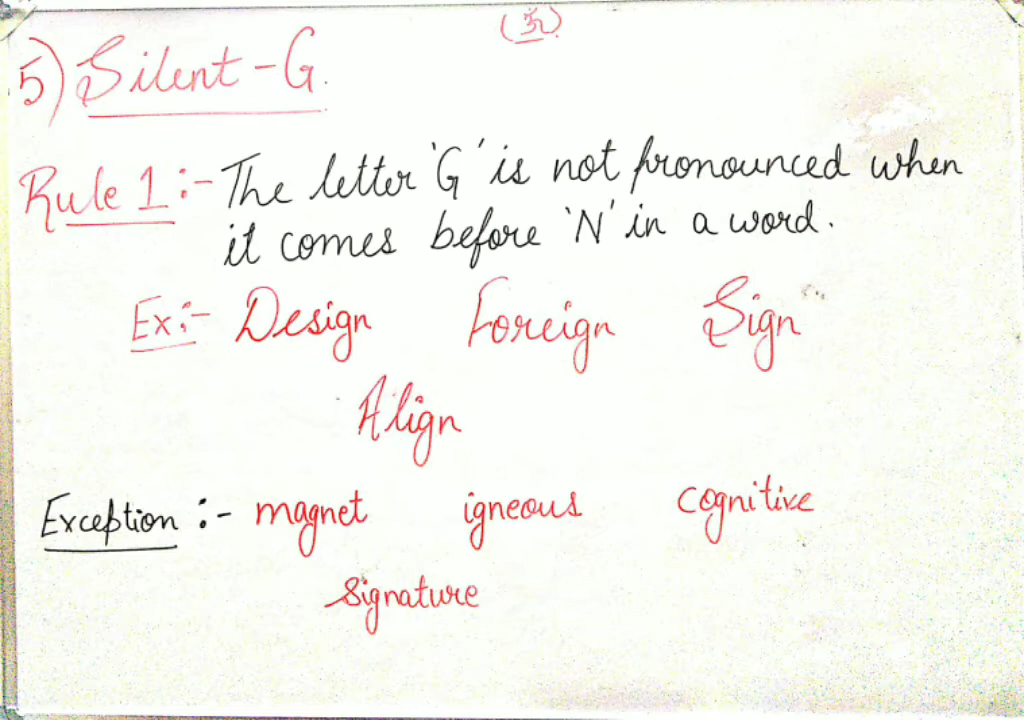 5) Silent - G.
Rule 1 :- The letter 'G' is not pronounced when
it comes before 'N' in a word.
Ex:- Design Foreign Sign
Align
Exception :- magnet igneous cognitive
signature